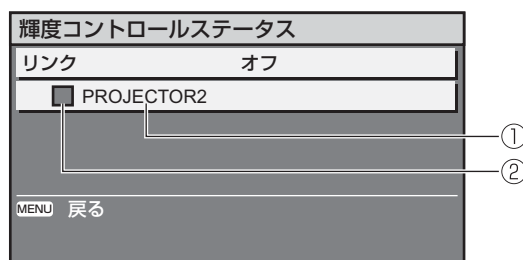 輝度コントロールステータス
リンク オフ
PROJECTOR2
①
②
MENU 戻る